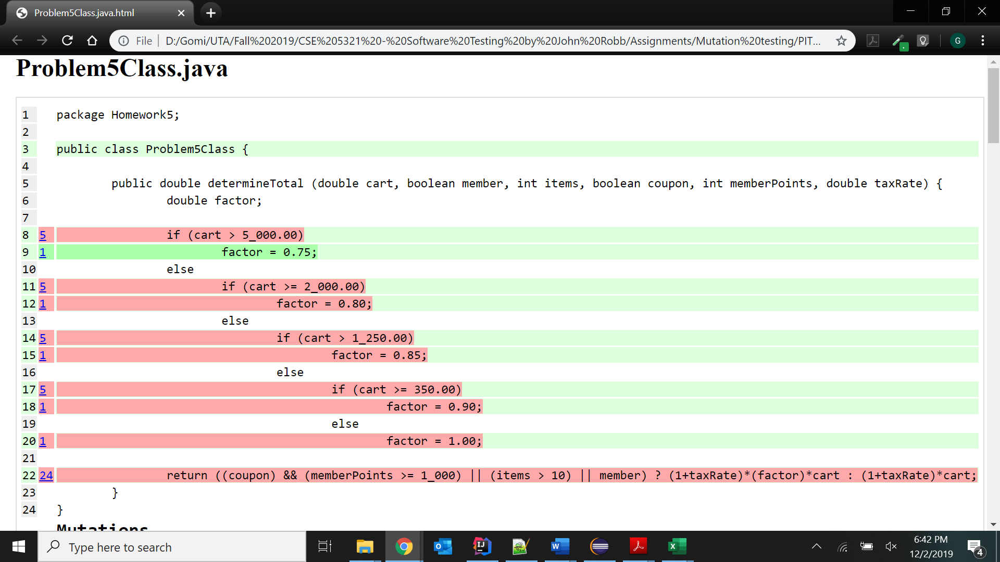 Problem5Class.java.html
File D:/Gomi/UTA/Fall%202019/CSE%205321%20-%20Software%20Testing%20by%20John%20Robb/Assignments/Mutation%20testing/PIT...
G
Problem5Class.java
1 package Homework5;
2
3 public class Problem5Class {
4
5 public double determineTotal (double cart, boolean member, int items, boolean coupon, int memberPoints, double taxRate) {
6 double factor;
7
8 5 if (cart > 5_000.00)
9 1 factor = 0.75;
10 else
11 5 if (cart >= 2_000.00)
12 1 factor = 0.80;
13 else
14 5 if (cart > 1_250.00)
15 1 factor = 0.85;
16 else
17 5 if (cart >= 350.00)
18 1 factor = 0.90;
19 else
20 1 factor = 1.00;
21
22 24 return ((coupon) && (memberPoints >= 1_000) || (items > 10) || member) ? (1+taxRate)*(factor)*cart : (1+taxRate)*cart;
23 }
24 }
Mutations
Type here to search
6:42 PM
12/2/2019
4